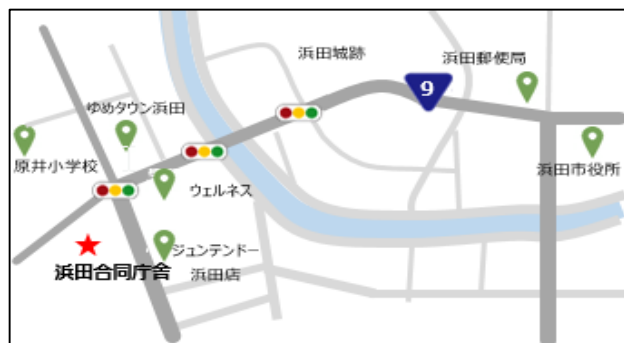 浜田城跡
浜田郵便局
9
ゆめタウン浜田
原井小学校
浜田市役所
ウェルネス
ジュンテンドー
浜田店
浜田合同庁舎